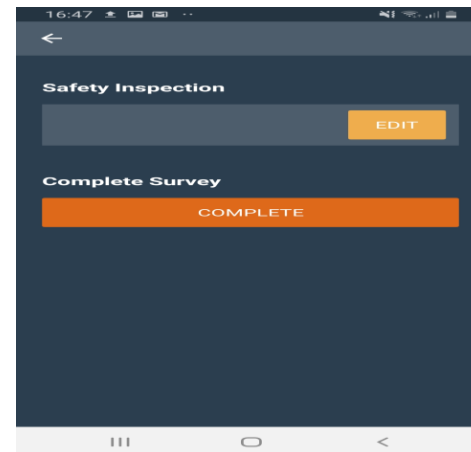 16:47
Safety Inspection
EDIT
Complete Survey
COMPLETE